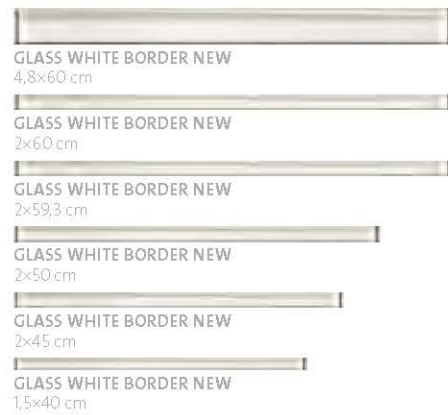 GLASS WHITE BORDER NEW
4,8×60 cm
GLASS WHITE BORDER NEW
2×60 cm
GLASS WHITE BORDER NEW
2×59,3 cm
GLASS WHITE BORDER NEW
2×50 cm
GLASS WHITE BORDER NEW
2×45 cm
GLASS WHITE BORDER NEW
1,5×40 cm